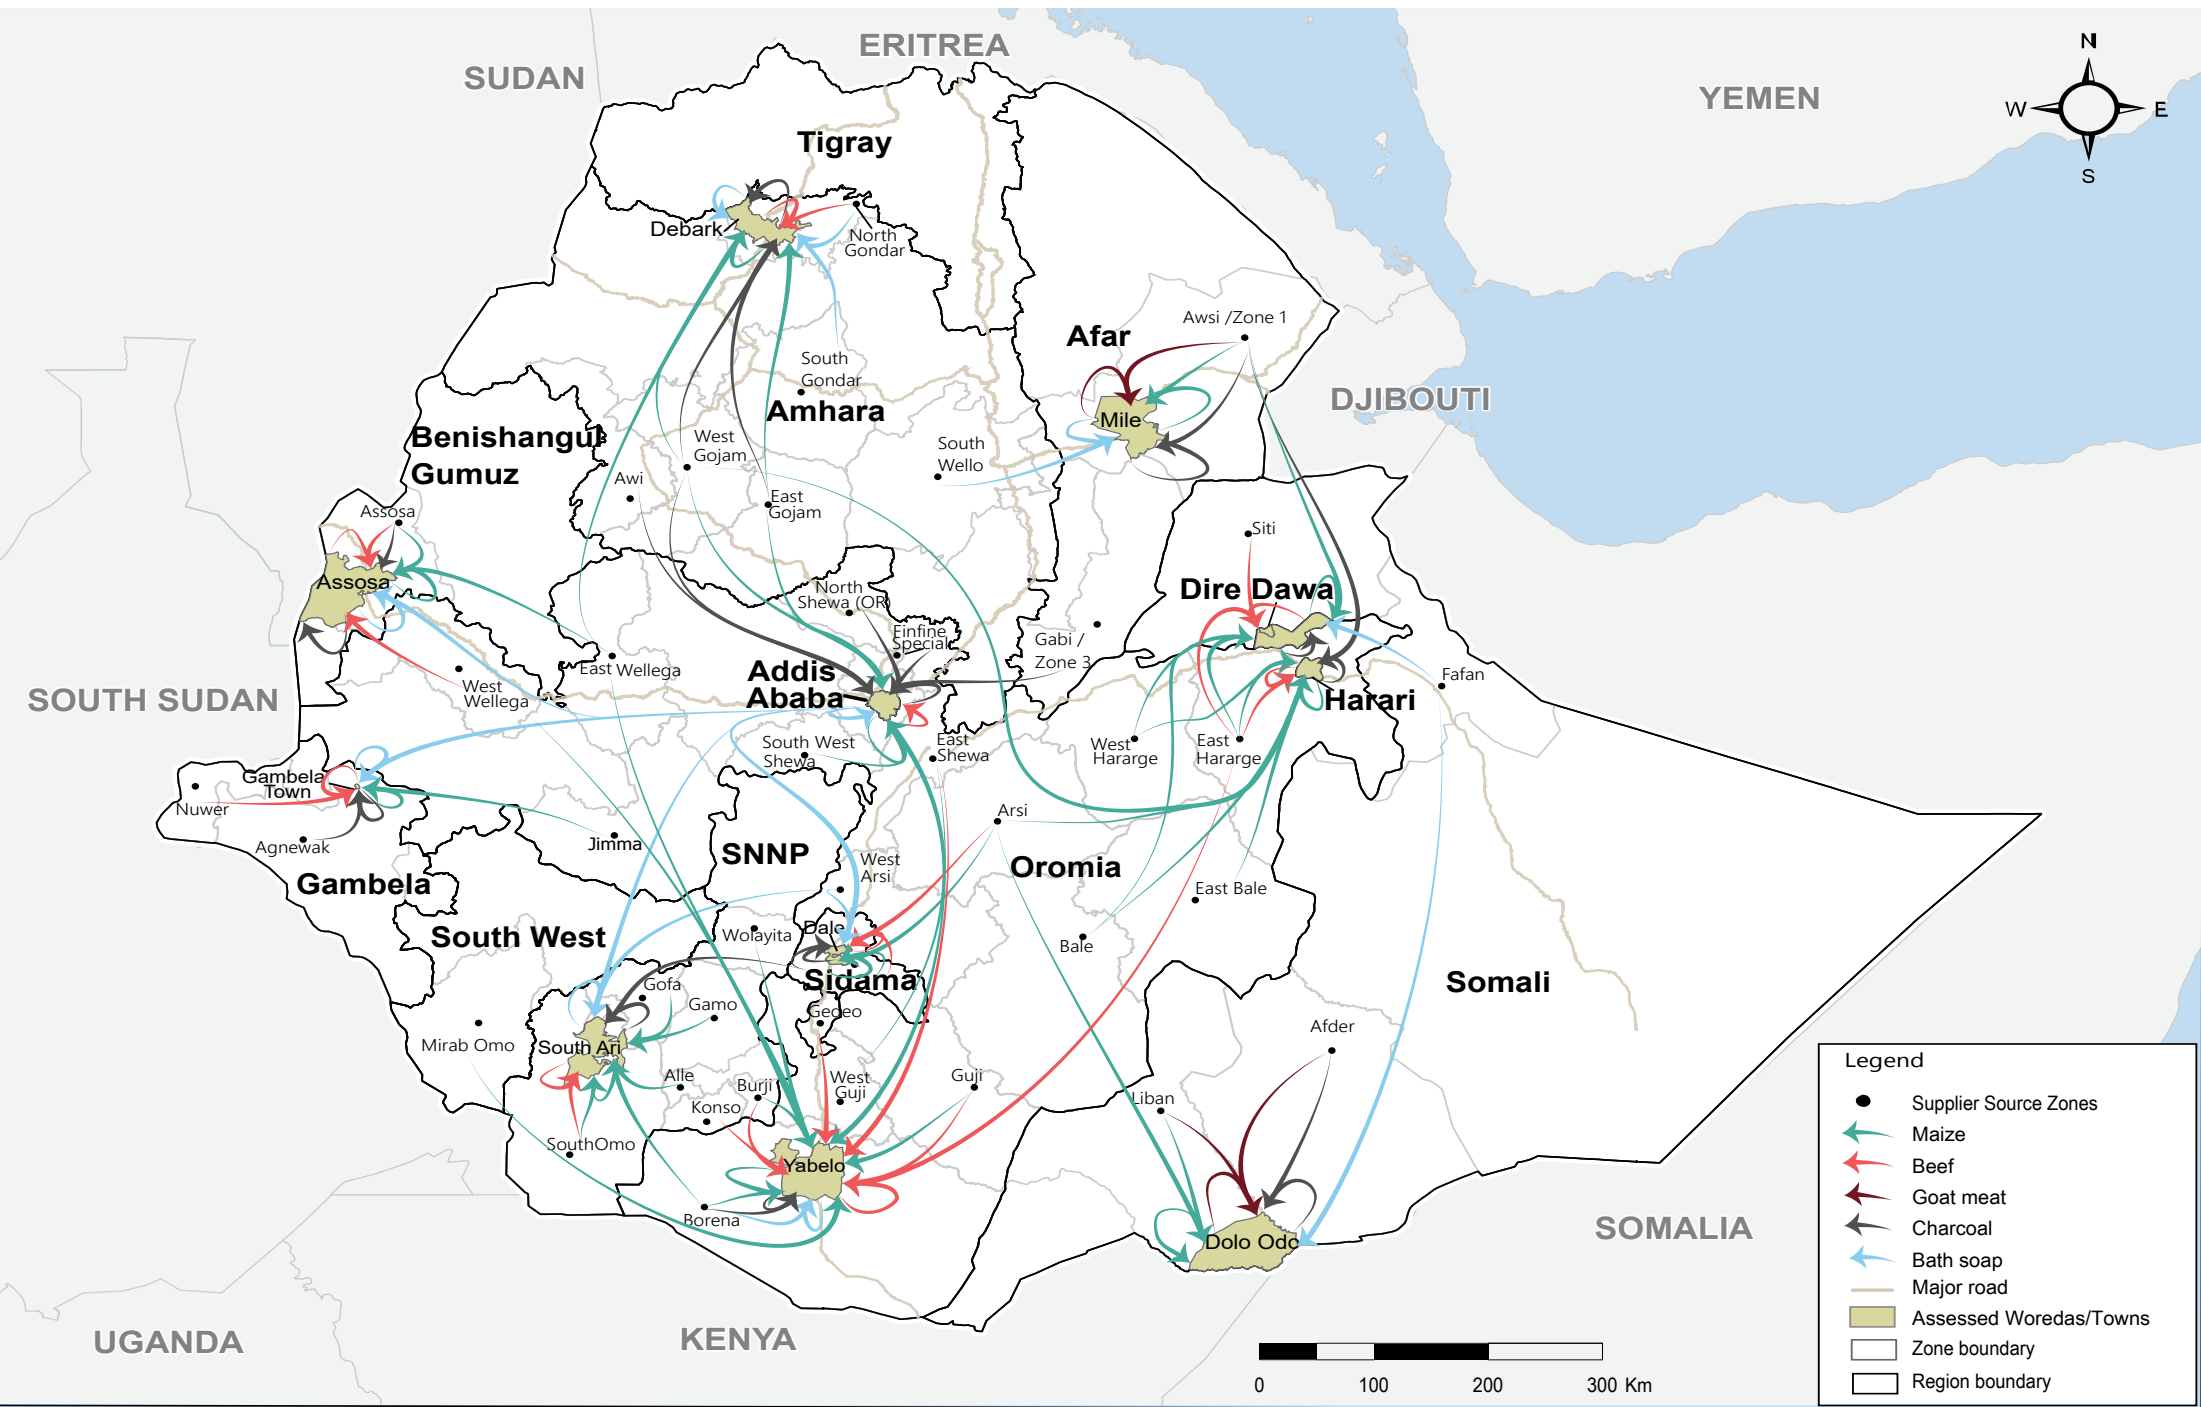 ERITREA
SUDAN
YEMEN
N
W
E
S
Tigray
Debark
North
Gondar
Awsi /Zone 1
Afar
South
Gondar
DJIBOUTI
Amhara
Mile
Benishangul
Gumuz
West
Gojam
South
Wello
Awi
East
Gojam
Assosa
Siti
Assosa
Dire Dawa
North
Shewa (OR)
Finfine
Special
Gabi /
Zone 3
East Wellega
Addis
Ababa
West
Wellega
SOUTH SUDAN
Fafan
Harari
South West
Shewa
East
Shewa
West
Hararge
East
Hararge
Gambela
Town
Nuwer
Arsi
Agnewak
Jimma
SNNP
West
Arsi
Oromia
Gambela
East Bale
South West
Wolayita
Dale
Bale
Sidama
Somali
Gofa
Gamo
Gedeo
Afder
Mirab Omo
South Ari
Alle
Burji
West
Guji
Guji
Konso
Liban
SouthOmo
Yabelo
Borena
Dolo Odo
SOMALIA
UGANDA
KENYA
0 100 200 300 Km
Legend
Supplier Source Zones
Maize
Beef
Goat meat
Charcoal
Bath soap
Major road
Assessed Woredas/Towns
Zone boundary
Region boundary